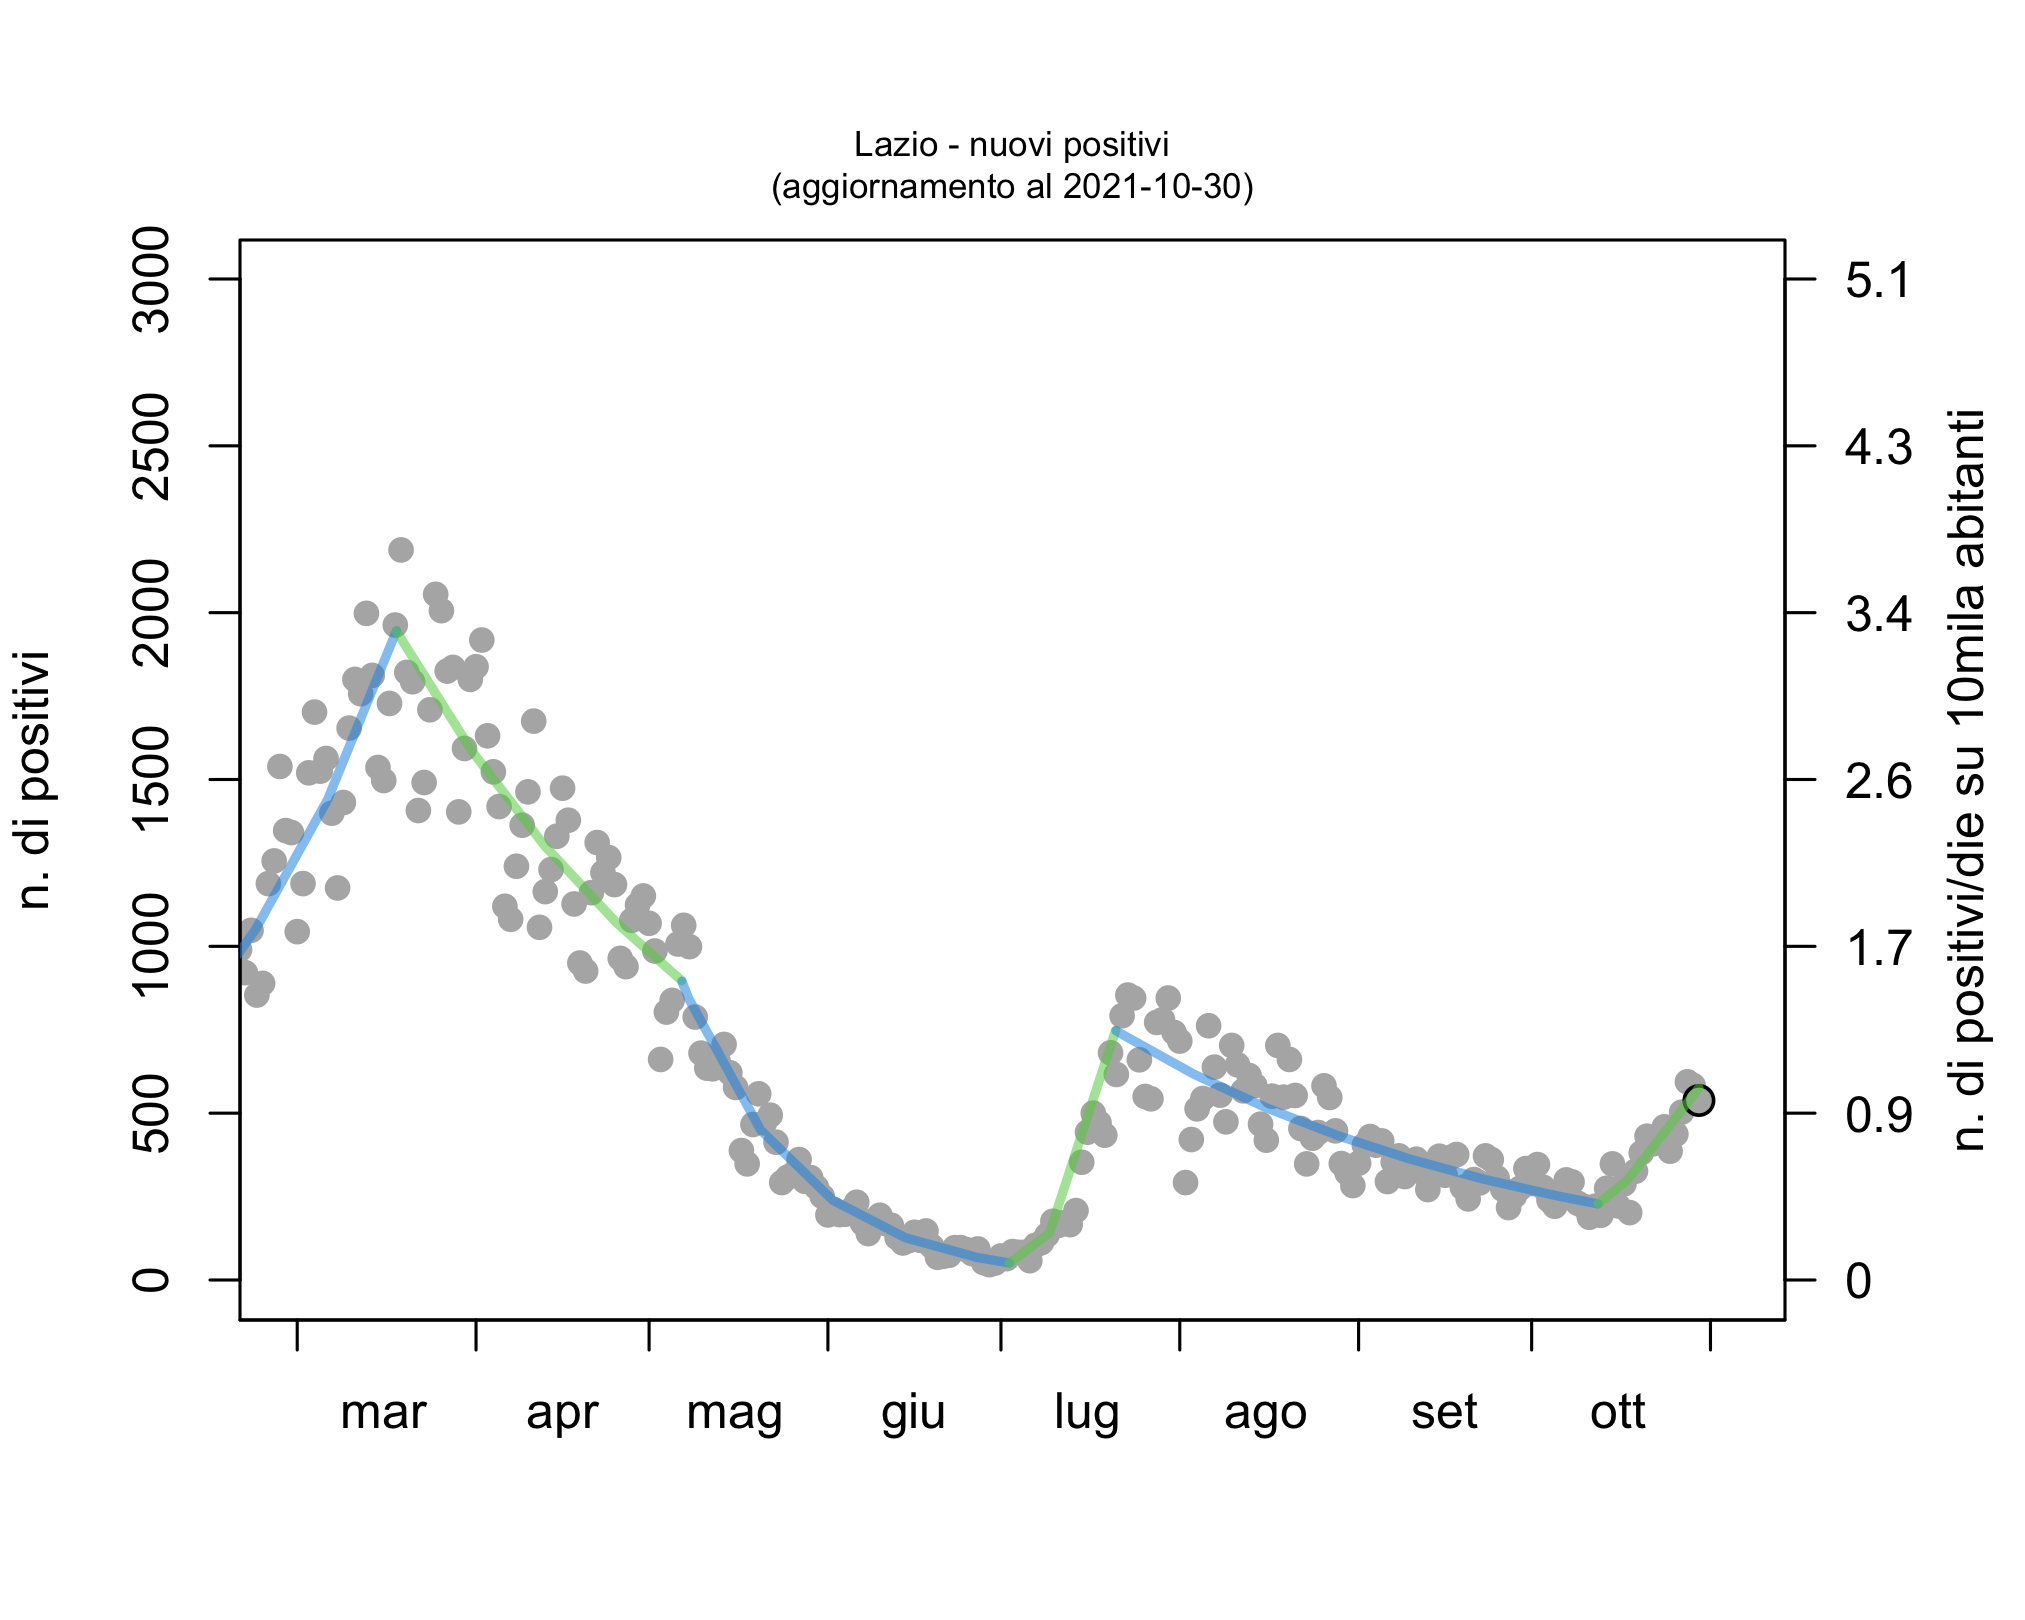 Lazio - nuovi positivi
(aggiornamento al 2021-10-30)
n. di positivi
3000
2500
2000
1500
1000
500
0
5.1
4.3
3.4
2.6
1.7
0.9
0
n. di positivi/die su 10mila abitanti
mar apr mag giu lug ago set ott